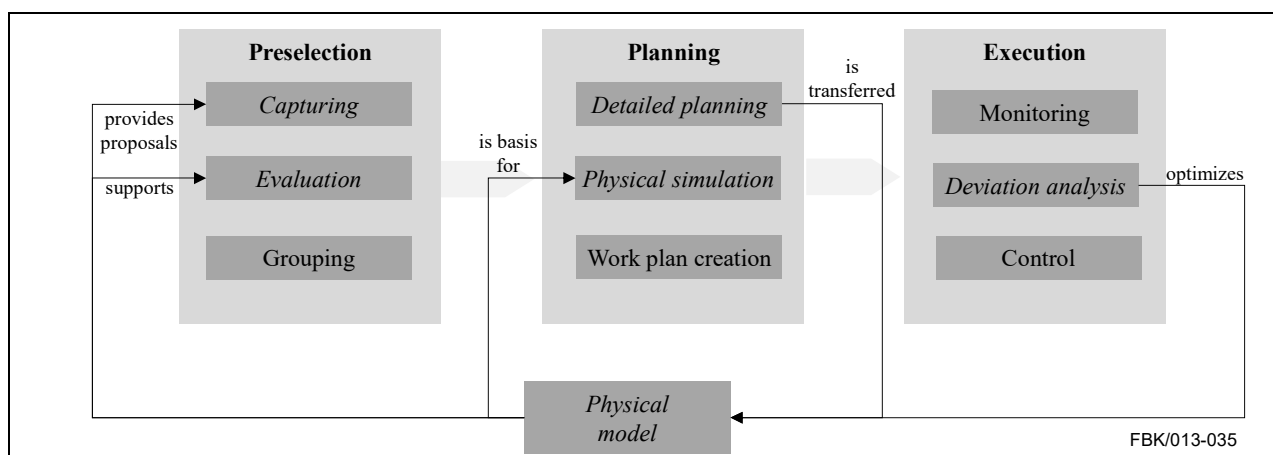 Preselection
Capturing
Evaluation
Grouping
provides
proposals
supports
is basis
for
Planning
Detailed planning
Physical simulation
Work plan creation
is
transferred
Execution
Monitoring
Deviation analysis
Control
optimizes
Physical
model
FBK/013-035